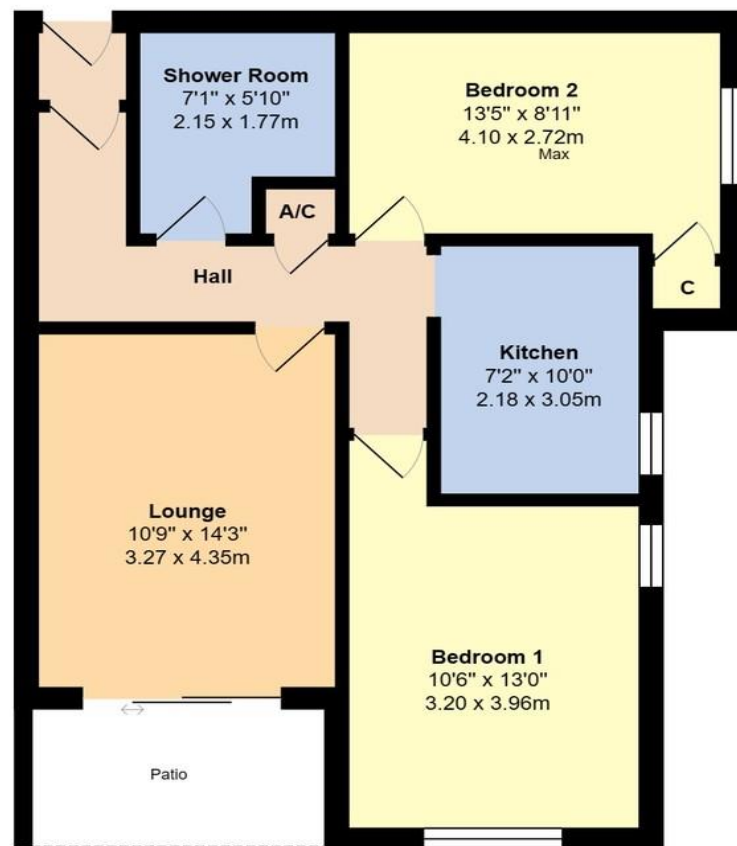 Shower Room
7'1" x 5'10"
2.15 x 1.77m
Bedroom 2
13'5" x 8'11"
4.10 x 2.72m
Max
A/C
Hall
C
Kitchen
7'2" x 10'0"
2.18 x 3.05m
Lounge
10'9" x 14'3"
3.27 x 4.35m
Bedroom 1
10'6" x 13'0"
3.20 x 3.96m
Patio